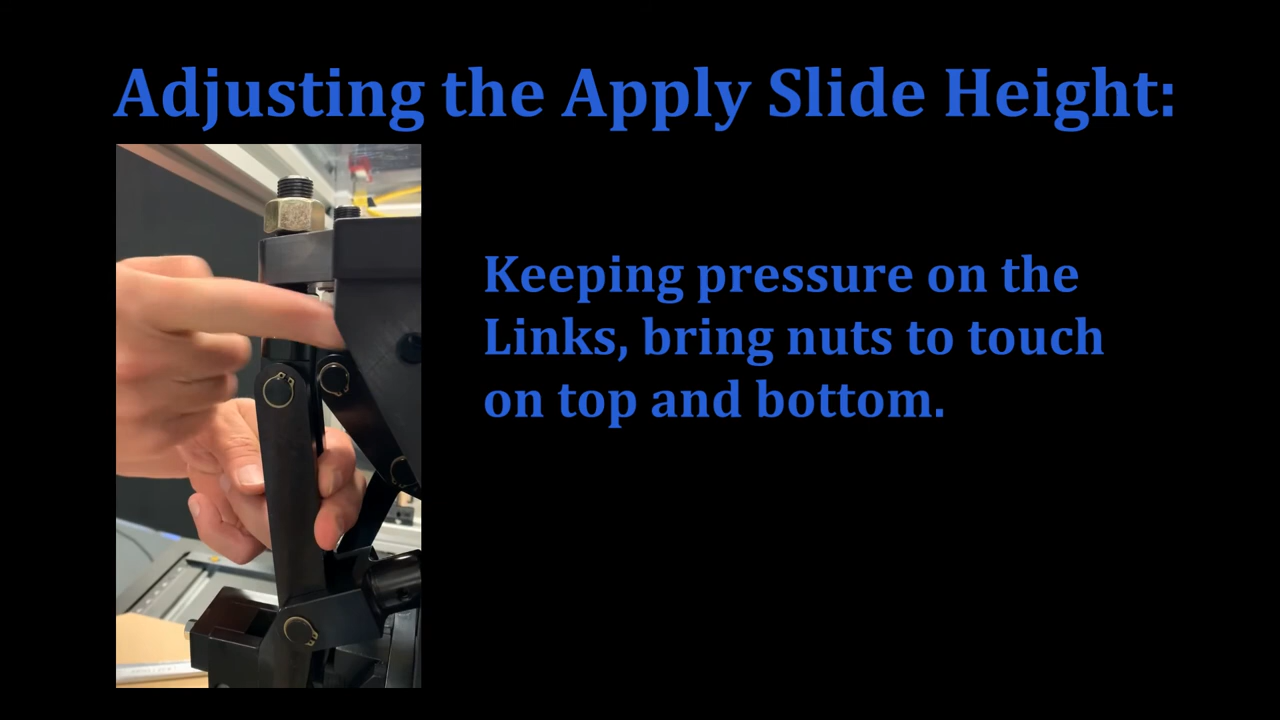 Adjusting the Apply Slide Height:
Keeping pressure on the
Links, bring nuts to touch
on top and bottom.